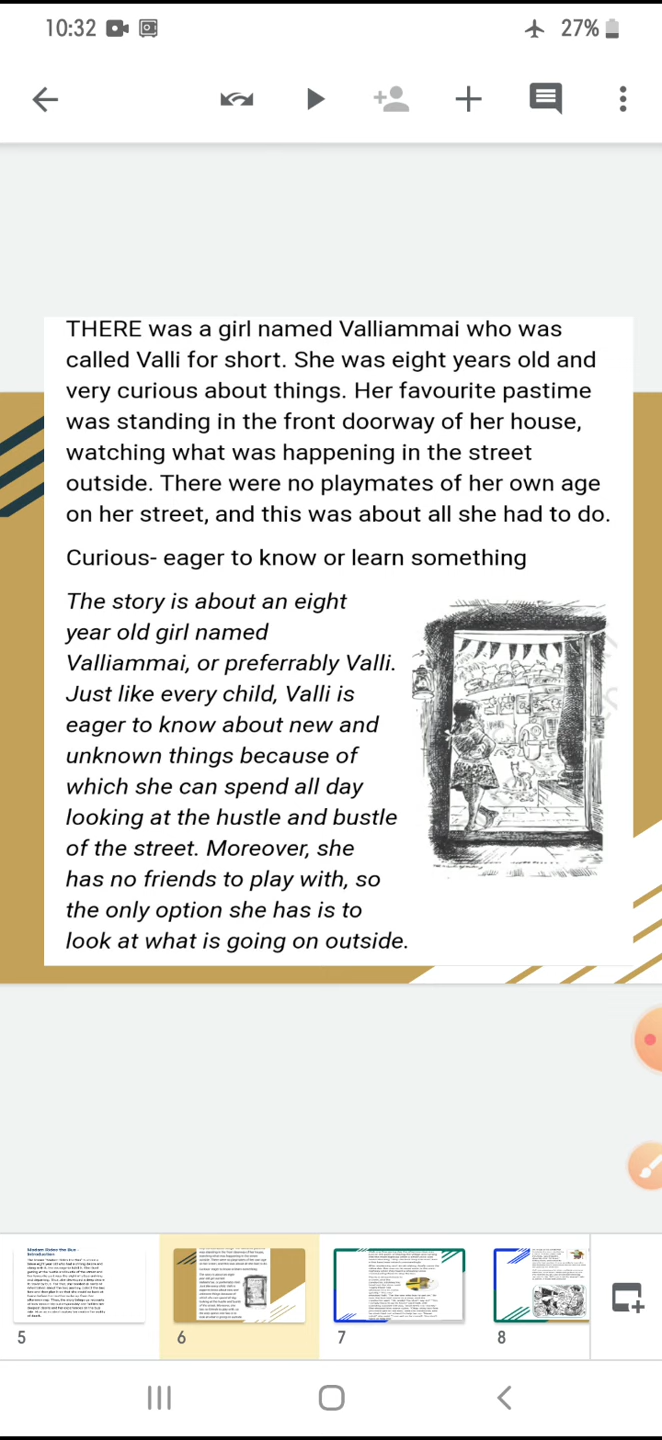 10:32
27%
THERE was a girl named Valliammai who was
called Valli for short. She was eight years old and
very curious about things. Her favourite pastime
was standing in the front doorway of her house,
watching what was happening in the street
outside. There were no playmates of her own age
on her street, and this was about all she had to do.
Curious- eager to know or learn something
The story is about an eight
year old girl named
Valliammai, or preferrably Valli.
Just like every child, Valli is
eager to know about new and
unknown things because of
which she can spend all day
looking at the hustle and bustle
of the street. Moreover, she
has no friends to play with, so
the only option she has is to
look at what is going on outside.
5
6
7
8